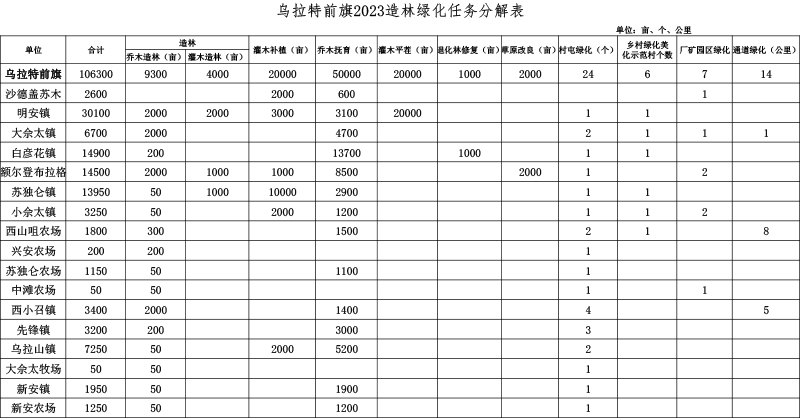 乌拉特前旗2023造林绿化任务分解表
单位：亩、个、公里
单位 合计 造林 灌木补植（亩） 乔木抚育（亩） 灌木平茬（亩） 退化林修复（亩） 草原改良（亩） 村屯绿化（个） 乡村绿化美化示范村个数 厂矿园区绿化 通道绿化（公里）
乔木造林（亩） 灌木造林（亩）
乌拉特前旗 106300 9300 4000 20000 50000 20000 1000 2000 24 6 7 14
沙德盖苏木 2600 2000 600 1
明安镇 30100 2000 2000 3000 3100 20000 1 1
大佘太镇 6700 2000 4700 2 1 1 1
白彦花镇 14900 200 13700 1000 1 1
额尔登布拉格 14500 2000 1000 1000 8500 2000 1 2
苏独仑镇 13950 50 1000 10000 2900 1 1
小佘太镇 3250 50 2000 1200 1 1 2
西山咀农场 1800 300 1500 2 1 8
兴安农场 200 200 1
苏独仑农场 1150 50 1100 1
中滩农场 50 50 1 1
西小召镇 3400 2000 1400 4 5
先锋镇 3200 200 3000 3
乌拉山镇 7250 50 2000 5200 2
大佘太牧场 50 50 1
新安镇 1950 50 1900 1
新安农场 1250 50 1200 1